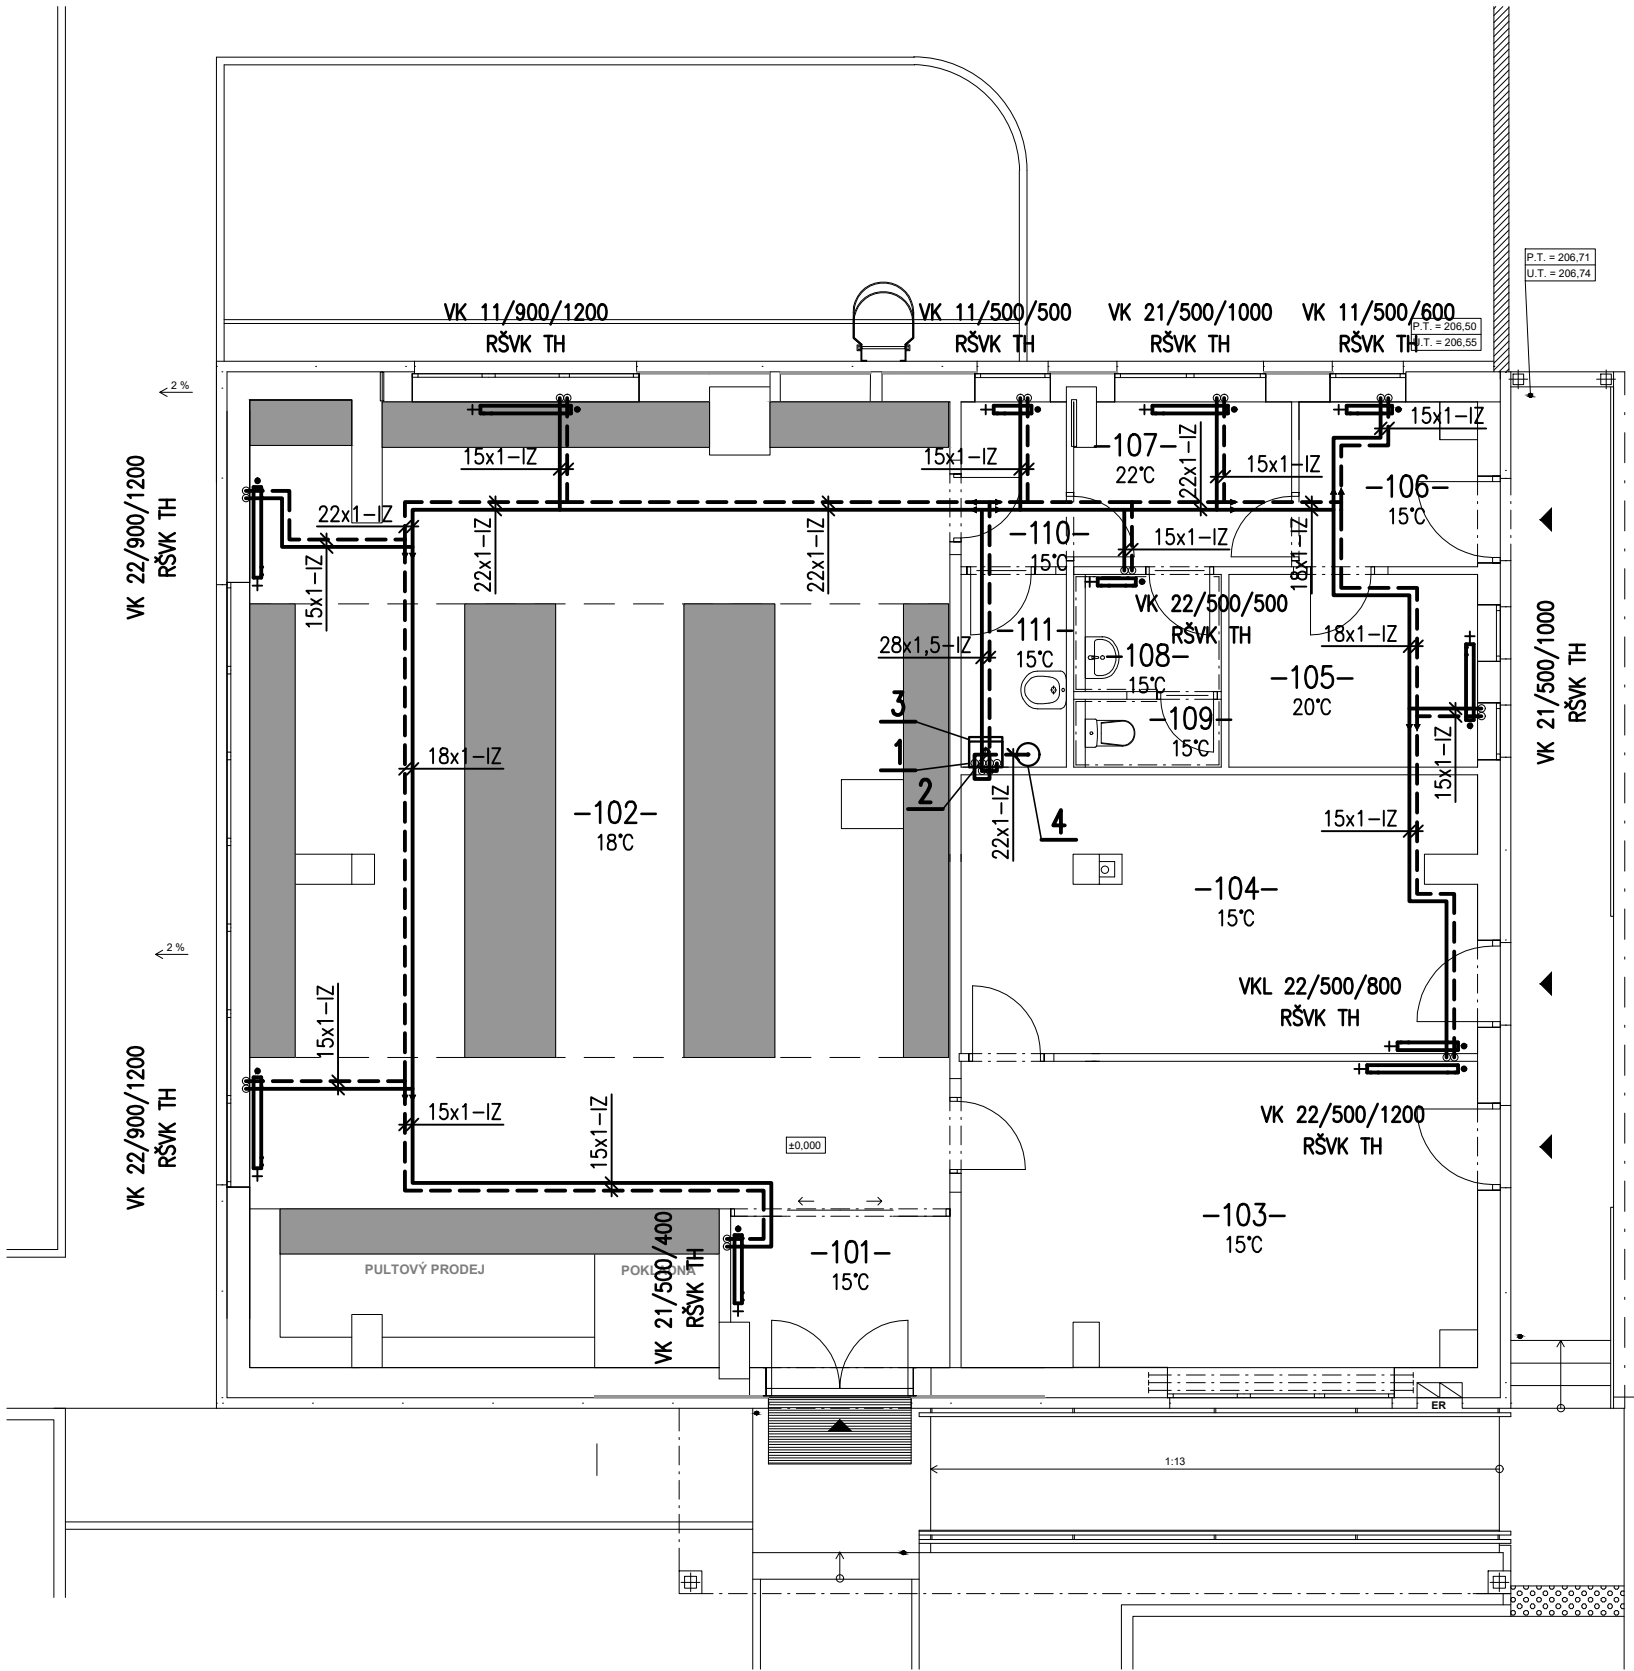 P.T. = 206,71
U.T. = 206,74
VK 11/900/1200
RŠVK TH
VK 11/500/500
RŠVK TH
VK 21/500/1000
RŠVK TH
VK 11/500/600
RŠVK TH
P.T. = 206,50
U.T. = 206,55
2 %
15x1-IZ
15x1-IZ
15x1-IZ
22x1-IZ
15x1-IZ
-107-
22°C
-106-
15°C
VK 22/900/1200
RŠVK TH
22x1-IZ
15x1-IZ
22x1-IZ
22x1-IZ
-110-
15°C
15x1-IZ
18x1-IZ
VK 22/500/500
RŠVK TH
28x1,5-IZ
-111-
15°C
-108-
15°C
18x1-IZ
-105-
20°C
VK 21/500/1000
RŠVK TH
3
1
2
4
-109-
15°C
15x1-IZ
18x1-IZ
22x1-IZ
15x1-IZ
-102-
18°C
-104-
15°C
2 %
15x1-IZ
VKL 22/500/800
RŠVK TH
VK 22/900/1200
RŠVK TH
15x1-IZ
15x1-IZ
±0,000
VK 22/500/1200
RŠVK TH
-103-
15°C
VK 21/500/400
RŠVK TH
-101-
15°C
PULTOVÝ PRODEJ
POKLADNA
ER
1:13